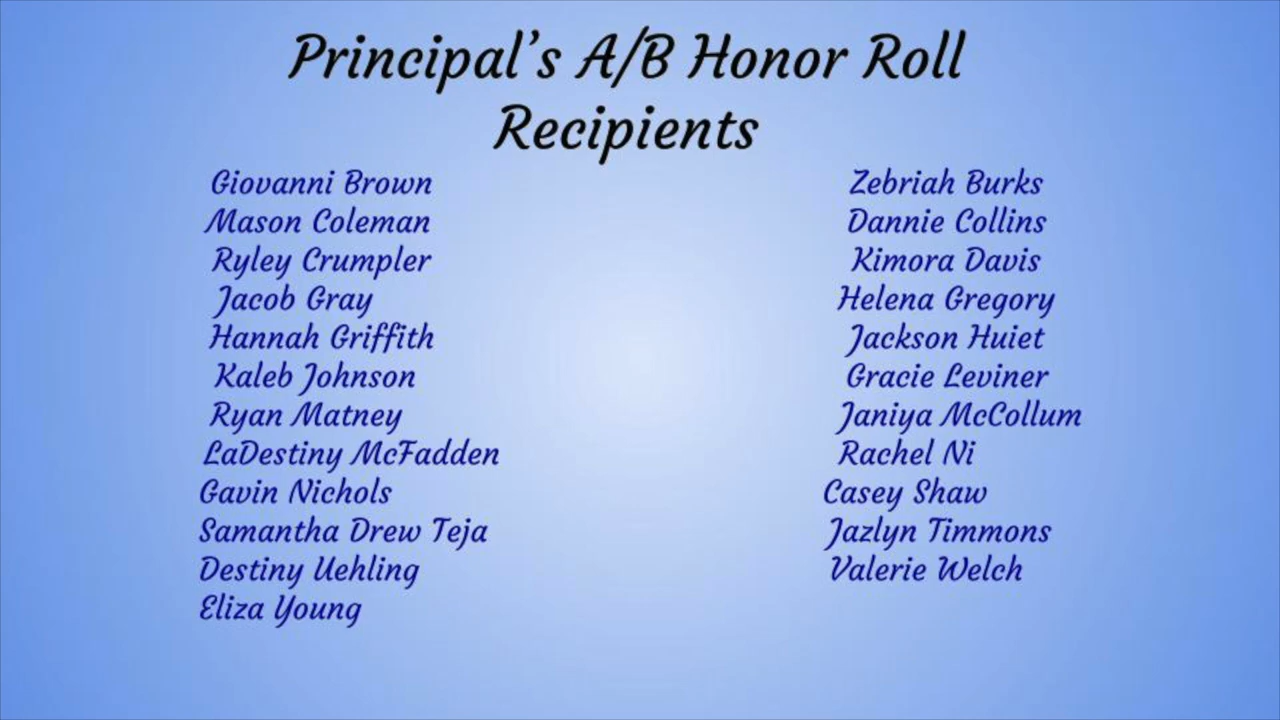 Principal's A/B Honor Roll
Recipients
Giovanni Brown
Mason Coleman
Ryley Crumpler
Jacob Gray
Hannah Griffith
Kaleb Johnson
Ryan Matney
LaDestiny McFadden
Gavin Nichols
Samantha Drew Teja
Destiny Uehling
Eliza Young
Zebriah Burks
Dannie Collins
Kimora Davis
Helena Gregory
Jackson Huiet
Gracie Leviner
Janiya McCollum
Rachel Ni
Casey Shaw
Jazlyn Timmons
Valerie Welch